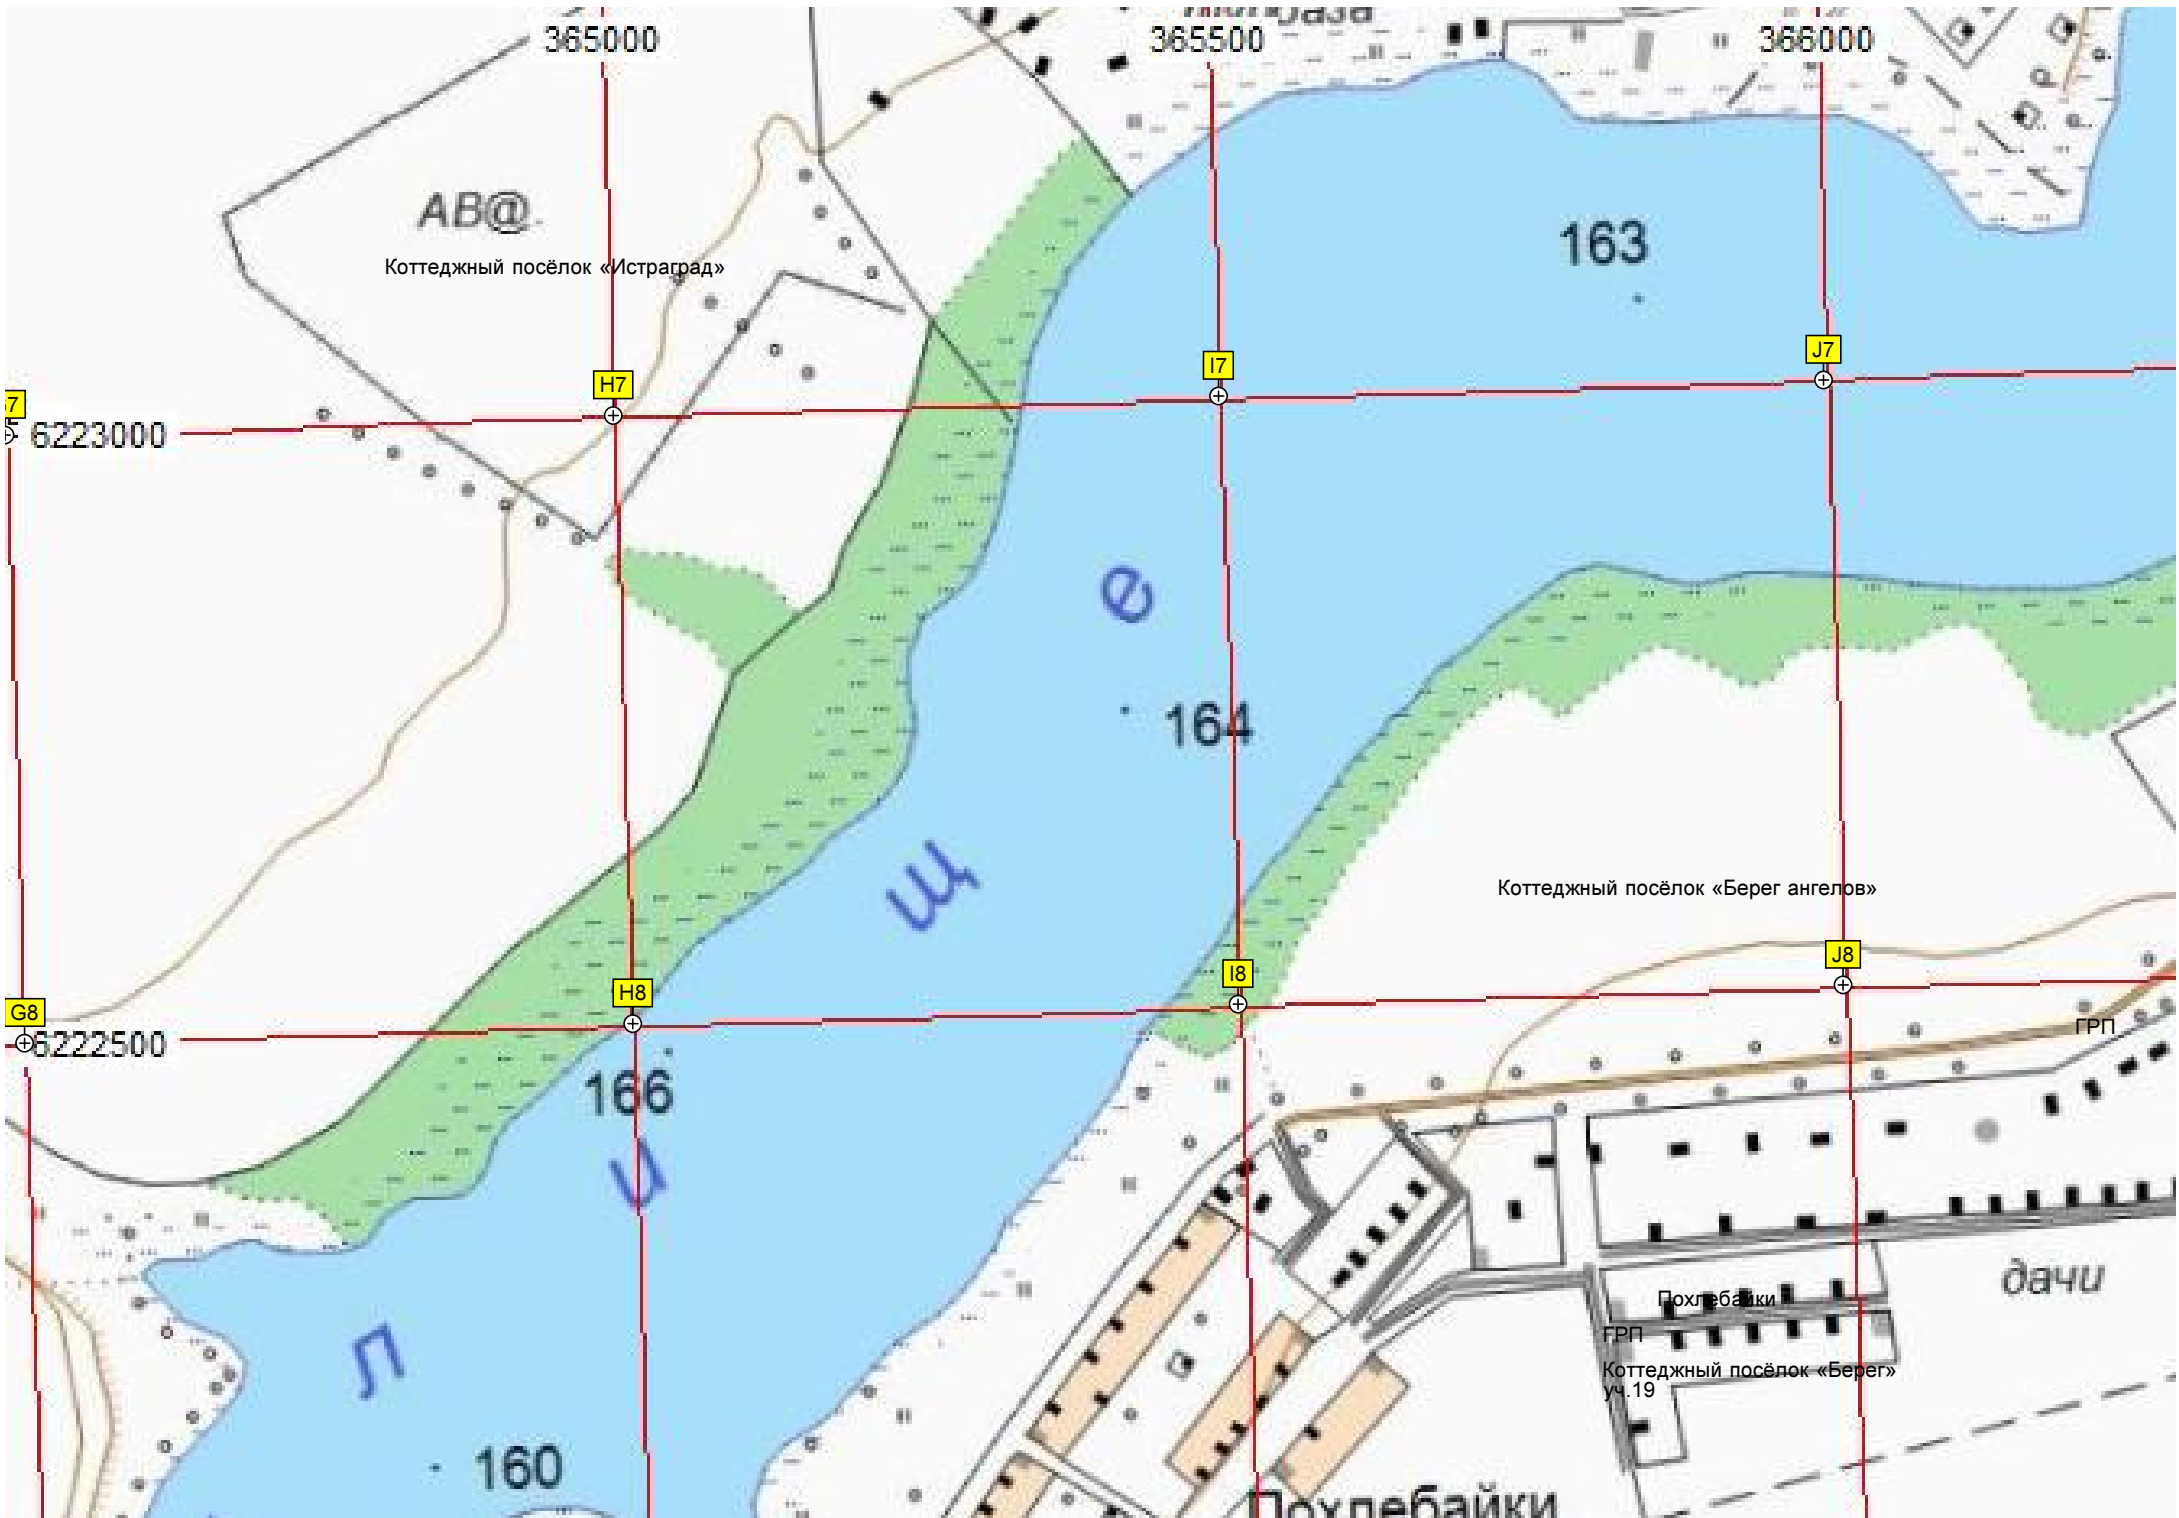 365000
365500
366000
АВ@.
163
Коттеджный посёлок «Истраград»
J7
I7
H7
6223000
е
164
щ
Коттеджный посёлок «Берег ангелов»
J8
I8
H8
G8
6222500
ГРП
166
и
дачи
Похлебайки
ГРП
л
Коттеджный посёлок «Берег»
уч.19
160
Похлебайки